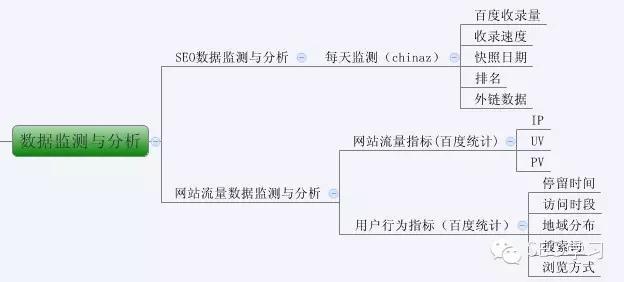 数据监测与分析
SEO数据监测与分析
每天监测（chinaz）
百度收录量
收录速度
快照日期
排名
外链数据
网站流量数据监测与分析
网站流量指标(百度统计)
IP
UV
PV
用户行为指标（百度统计）
停留时间
访问时段
地域分布
搜索
浏览方式